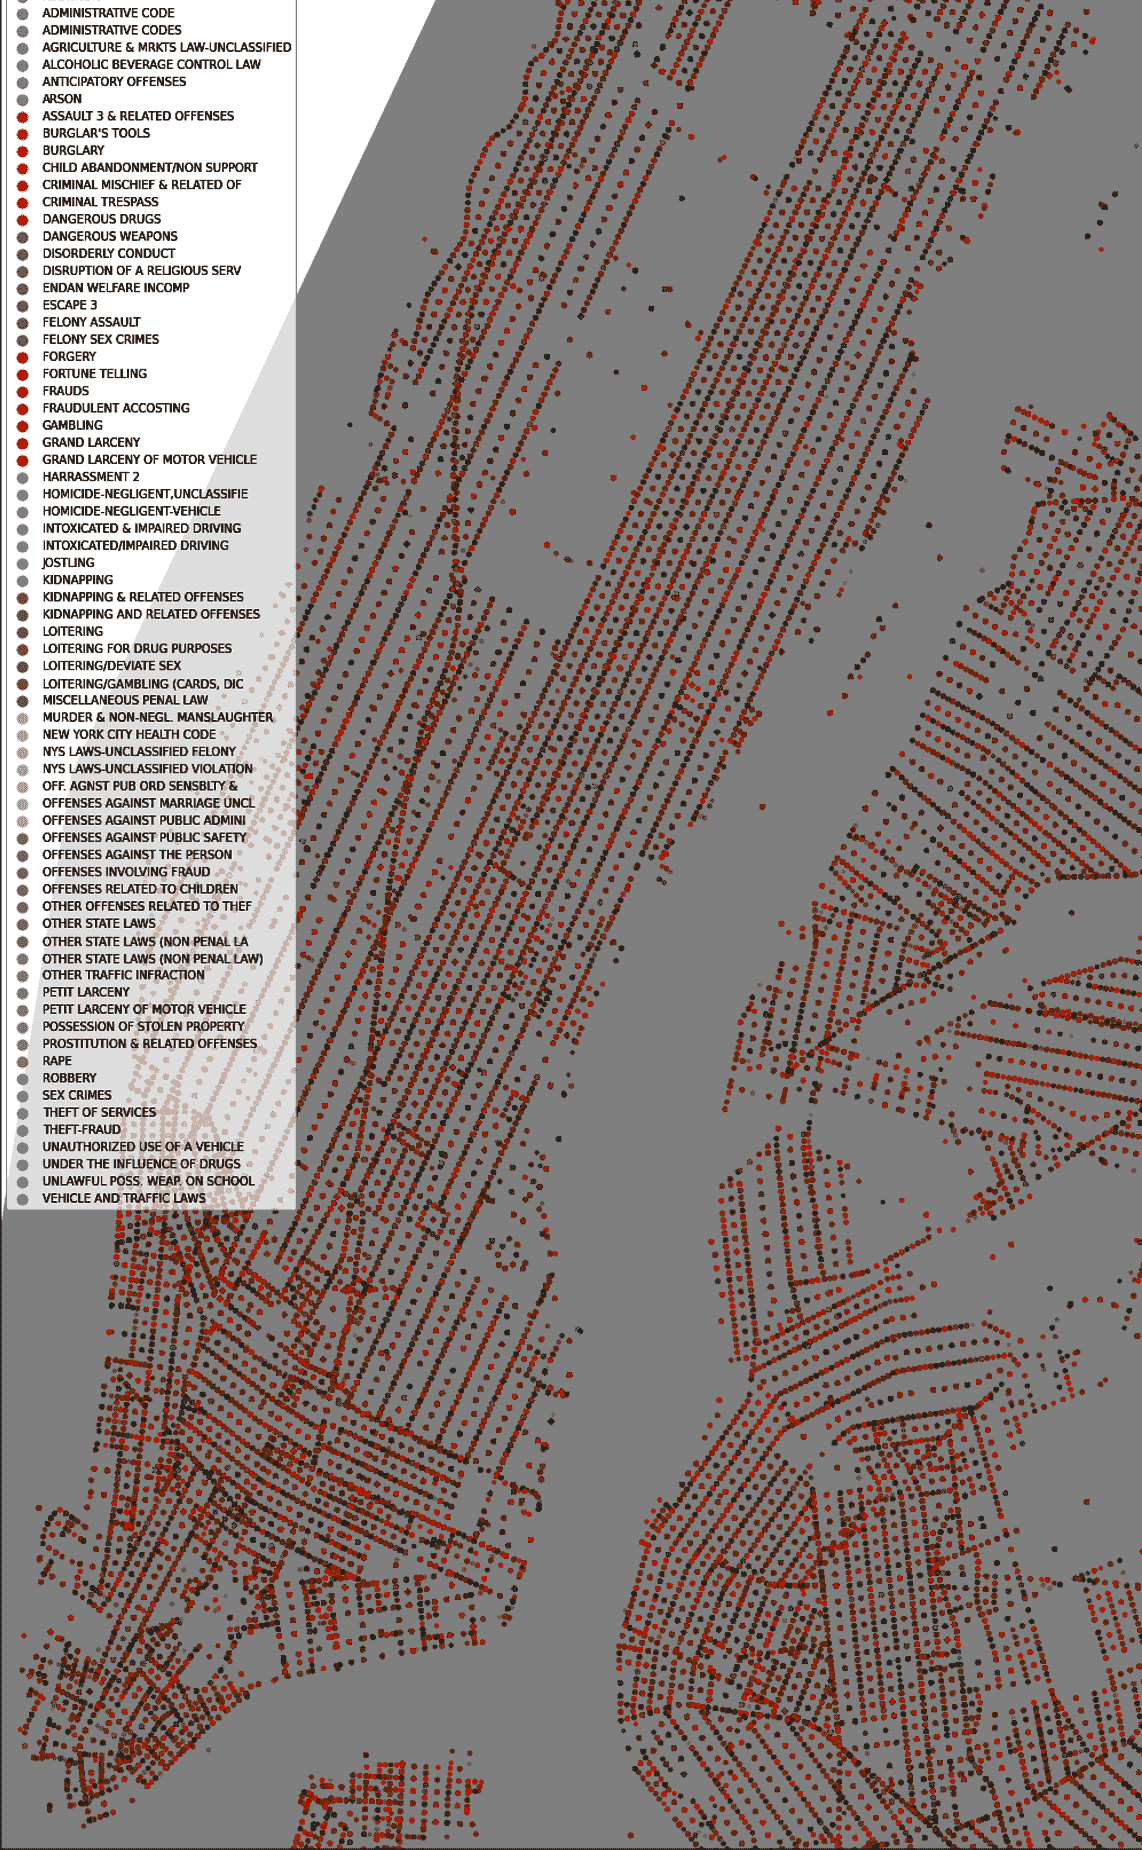 ADMINISTRATIVE CODE
ADMINISTRATIVE CODES
AGRICULTURE & MRKTS LAW-UNCLASSIFIED
ALCOHOLIC BEVERAGE CONTROL LAW
ANTICIPATORY OFFENSES
ARSON
ASSAULT 3 & RELATED OFFENSES
BURGLAR'S TOOLS
BURGLARY
CHILD ABANDONMENT/NON SUPPORT
CRIMINAL MISCHIEF & RELATED OF
CRIMINAL TRESPASS
DANGEROUS DRUGS
DANGEROUS WEAPONS
DISORDERLY CONDUCT
DISRUPTION OF A RELIGIOUS SERV
ENDAN WELFARE INCOMP
ESCAPE 3
FELONY ASSAULT
FELONY SEX CRIMES
FORGERY
FORTUNE TELLING
FRAUDS
FRAUDULENT ACCOSTING
GAMBLING
GRAND LARCENY
GRAND LARCENY OF MOTOR VEHICLE
HARRASSMENT 2
HOMICIDE-NEGLIGENT,UNCLASSIFIE
HOMICIDE-NEGLIGENT-VEHICLE
INTOXICATED & IMPAIRED DRIVING
INTOXICATED/IMPAIRED DRIVING
JOSTLING
KIDNAPPING
KIDNAPPING & RELATED OFFENSES
KIDNAPPING AND RELATED OFFENSES
LOITERING
LOITERING FOR DRUG PURPOSES
LOITERING/DEVIATE SEX
LOITERING/GAMBLING (CARDS, DIC
MISCELLANEOUS PENAL LAW
MURDER & NON-NEGL. MANSLAUGHTER
NEW YORK CITY HEALTH CODE
NYS LAWS-UNCLASSIFIED FELONY
NYS LAWS-UNCLASSIFIED VIOLATION
OFF. AGNST PUB ORD SENSBLTY &
OFFENSES AGAINST MARRIAGE UNCL
OFFENSES AGAINST PUBLIC ADMINI
OFFENSES AGAINST PUBLIC SAFETY
OFFENSES AGAINST THE PERSON
OFFENSES INVOLVING FRAUD
OFFENSES RELATED TO CHILDREN
OTHER OFFENSES RELATED TO THEF
OTHER STATE LAWS
OTHER STATE LAWS (NON PENAL LA
OTHER STATE LAWS (NON PENAL LAW)
OTHER TRAFFIC INFRACTION
PETIT LARCENY
PETIT LARCENY OF MOTOR VEHICLE
POSSESSION OF STOLEN PROPERTY
PROSTITUTION & RELATED OFFENSES
RAPE
ROBBERY
SEX CRIMES
THEFT OF SERVICES
THEFT-FRAUD
UNAUTHORIZED USE OF A VEHICLE
UNDER THE INFLUENCE OF DRUGS
UNLAWFUL POSS. WEAP. ON SCHOOL
VEHICLE AND TRAFFIC LAWS